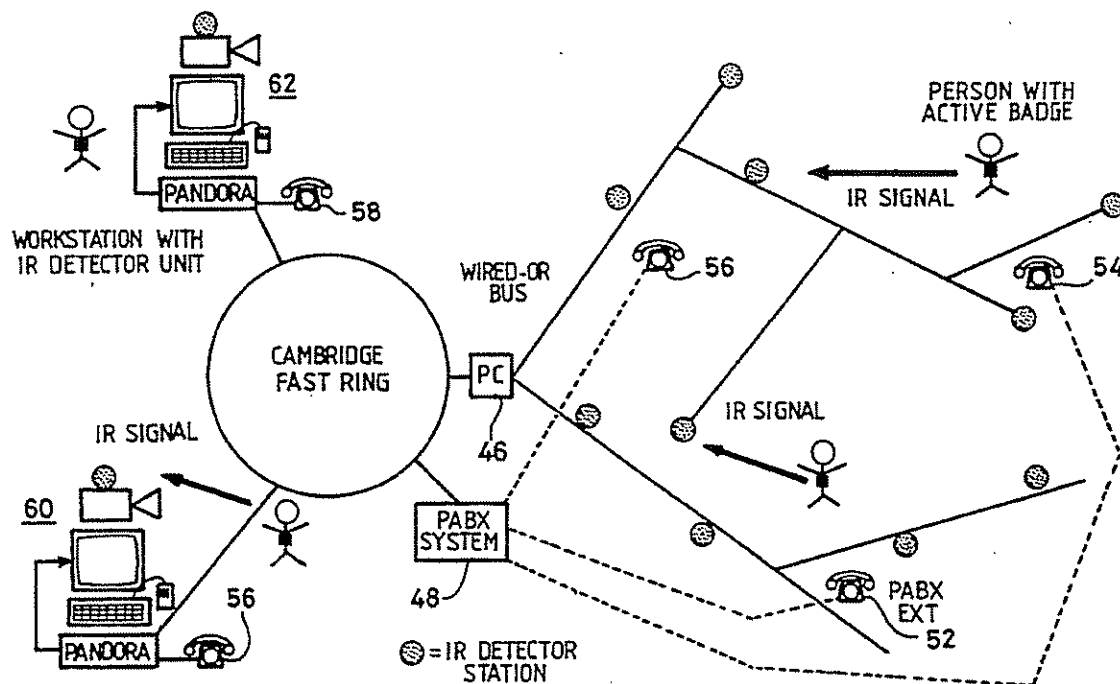 62
PANDORA
58
WORKSTATION WITH
IR DETECTOR UNIT
PERSON WITH
ACTIVE BADGE
IR SIGNAL
WIRED-OR
BUS
56
54
CAMBRIDGE
FAST RING
PC
46
IR SIGNAL
IR SIGNAL
60
PANDORA
56
PABX
SYSTEM
48
PABX
EXT
52
=IR DETECTOR
STATION